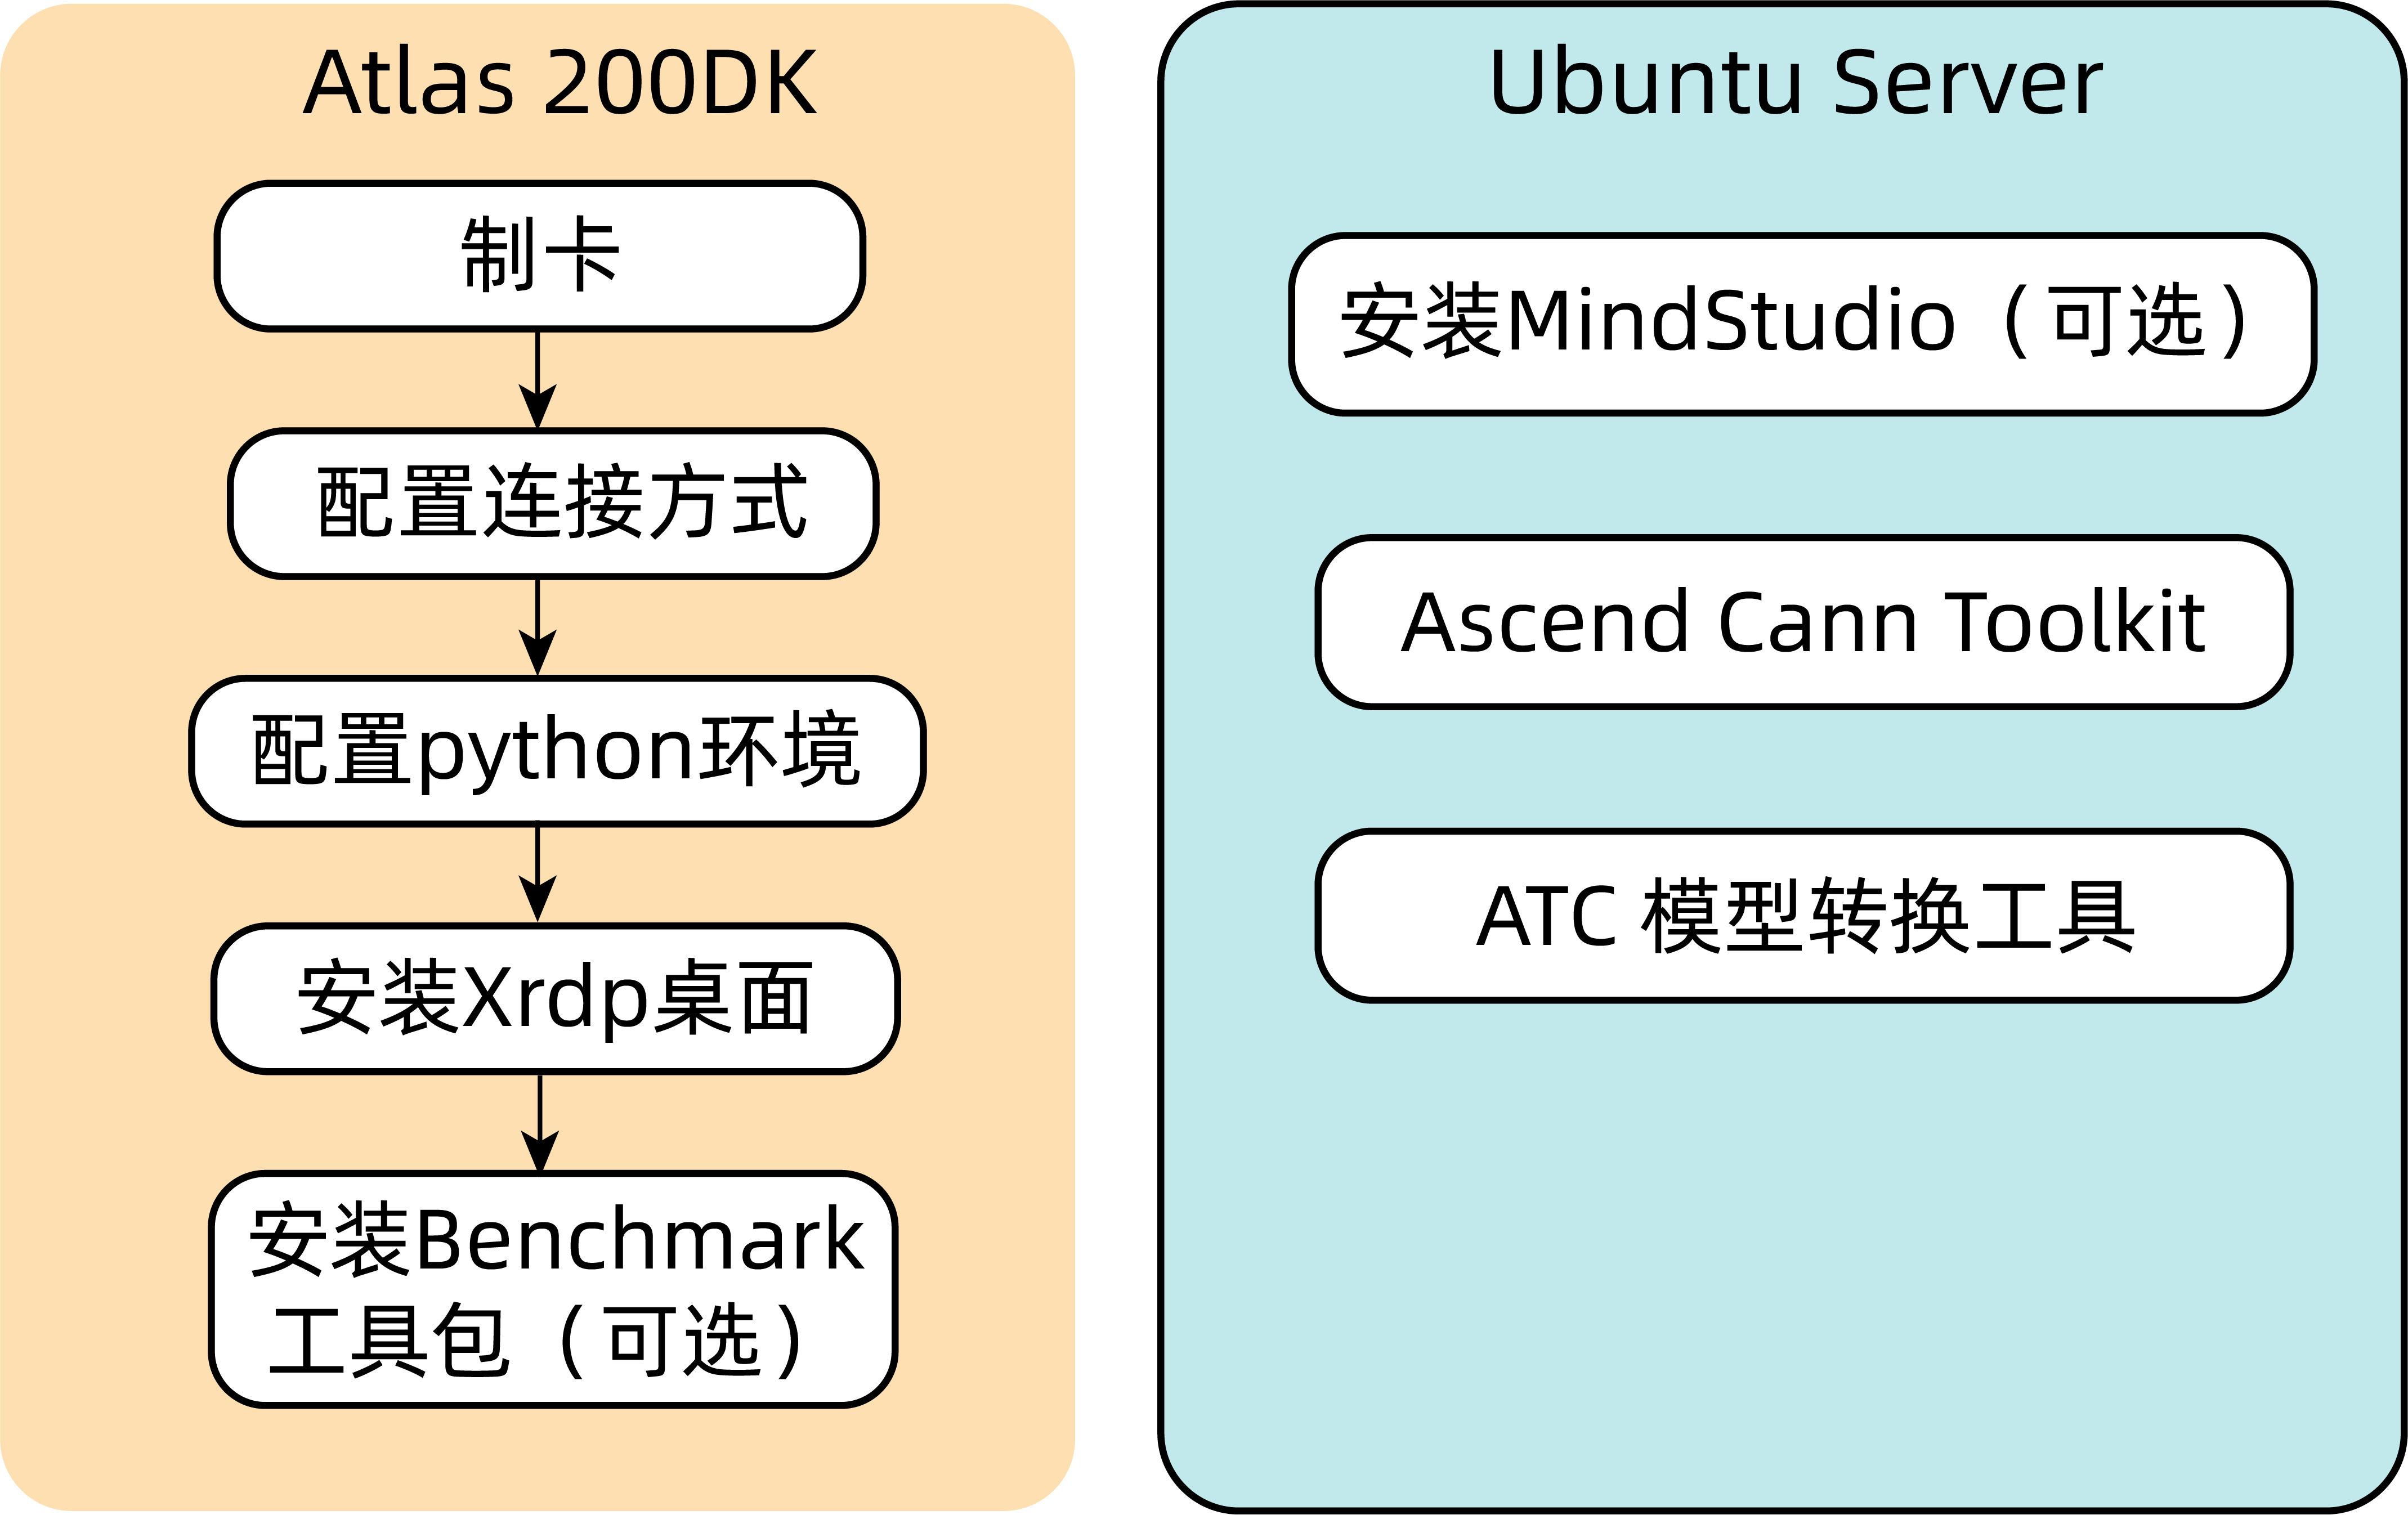 Atlas 200DK
制卡
配置连接方式
配置python环境
安装Xrdp桌面
安装Benchmark
工具包（可选）
Ubuntu Server
安装MindStudio（可选）
Ascend Cann Toolkit
ATC 模型转换工具